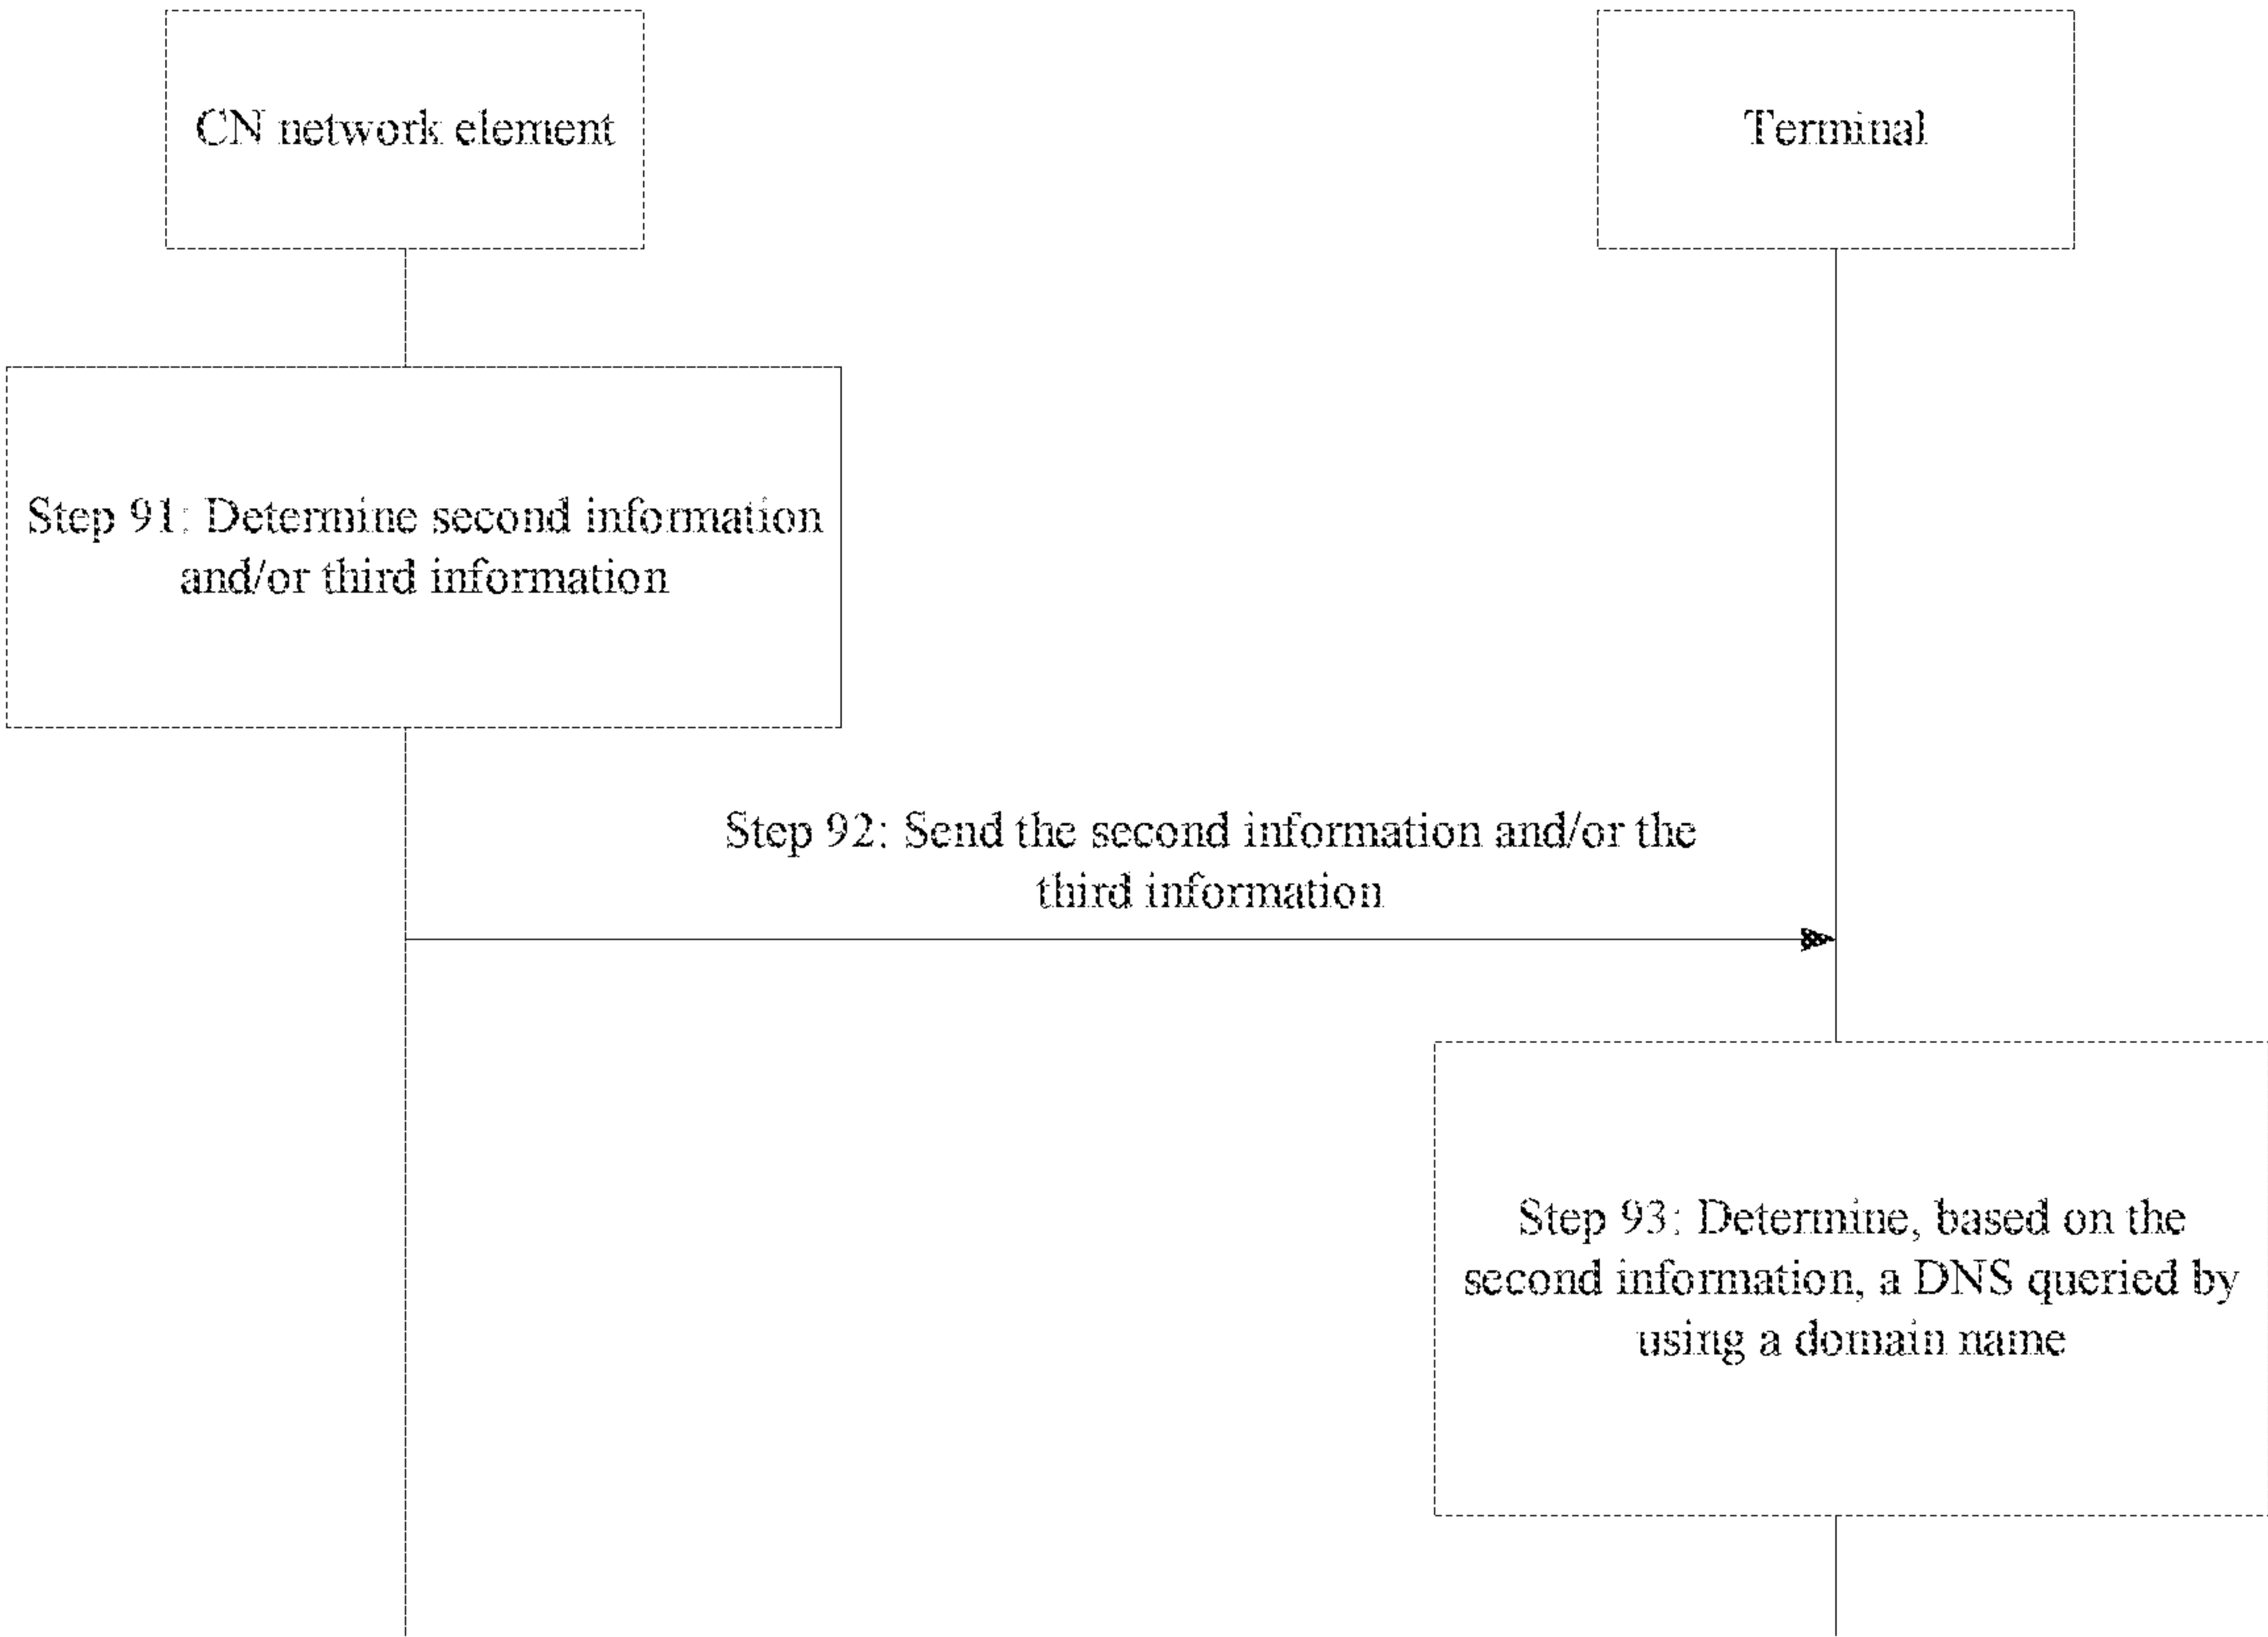 CN network element
Terminal
Step 91: Determine second information
and/or third information
Step 92: Send the second information and/or the
third information
Step 93: Determine, based on the
second information, a DNS queried by
using a domain name